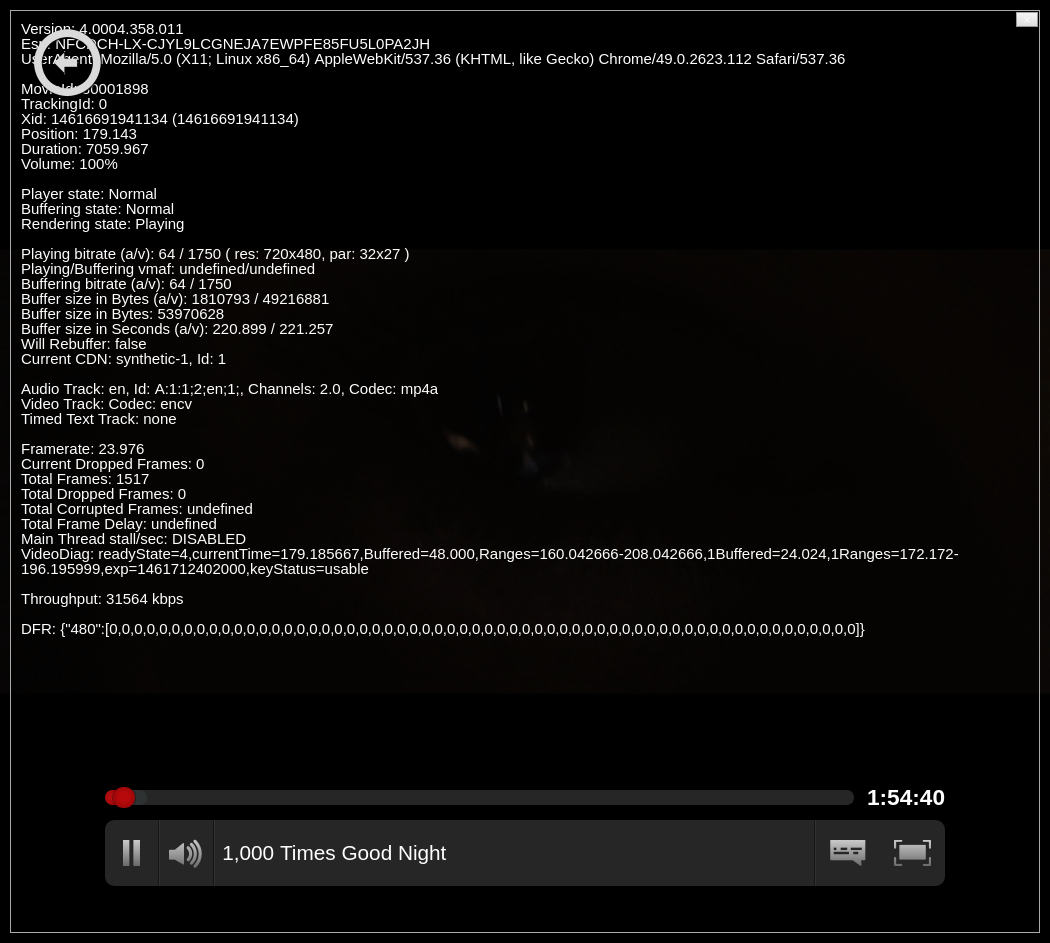 Version: 4.0004.358.011
Esn: NFCDCH-LX-CJYL9LCGNEJA7EWPFE85FU5L0PA2JH
UserAgent: Mozilla/5.0 (X11; Linux x86_64) AppleWebKit/537.36 (KHTML, like Gecko) Chrome/49.0.2623.112 Safari/537.36
MovieId: 80001898
TrackingId: 0
Xid: 14616691941134 (14616691941134)
Position: 179.143
Duration: 7059.967
Volume: 100%
Player state: Normal
Buffering state: Normal
Rendering state: Playing
Playing bitrate (a/v): 64 / 1750 ( res: 720x480, par: 32x27 )
Playing/Buffering vmaf: undefined/undefined
Buffering bitrate (a/v): 64 / 1750
Buffer size in Bytes (a/v): 1810793 / 49216881
Buffer size in Bytes: 53970628
Buffer size in Seconds (a/v): 220.899 / 221.257
Will Rebuffer: false
Current CDN: synthetic-1, Id: 1
Audio Track: en, Id: A:1:1;2;en;1;, Channels: 2.0, Codec: mp4a
Video Track: Codec: encv
Timed Text Track: none
Framerate: 23.976
Current Dropped Frames: 0
Total Frames: 1517
Total Dropped Frames: 0
Total Corrupted Frames: undefined
Total Frame Delay: undefined
Main Thread stall/sec: DISABLED
VideoDiag: readyState=4,currentTime=179.185667,Buffered=48.000,Ranges=160.042666-208.042666,1Buffered=24.024,1Ranges=172.172-
196.195999,exp=1461712402000,keyStatus=usable
Throughput: 31564 kbps
DFR: {"480":[0,0,0,0,0,0,0,0,0,0,0,0,0,0,0,0,0,0,0,0,0,0,0,0,0,0,0,0,0,0,0,0,0,0,0,0,0,0,0,0,0,0,0,0,0,0,0,0,0,0,0,0,0,0,0,0,0,0,0,0]}
1:54:40
1,000 Times Good Night